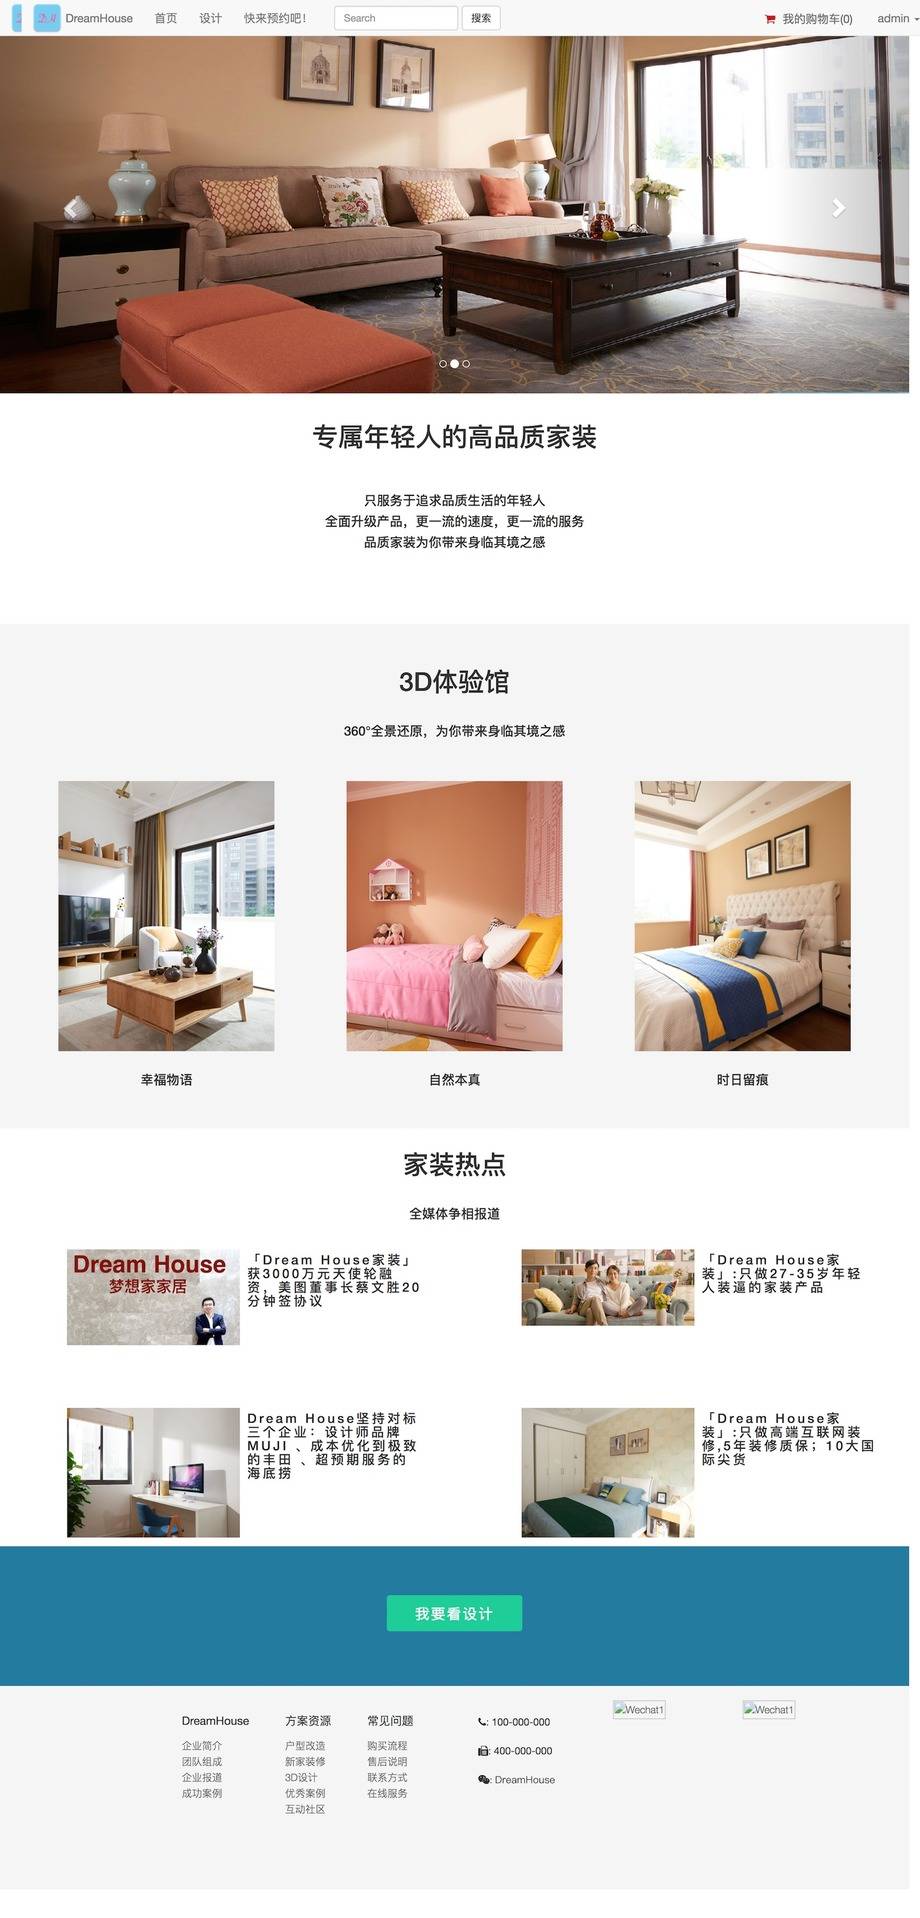 DreamHouse 首页 设计 快来预约吧! Search 搜索 我的购物车(0) admin
专属年轻人的高品质家装
只服务于追求品质生活的年轻人
全面升级产品，更一流的速度，更一流的服务
品质家装为你带来身临其境之感
3D体验馆
360°全景还原，为你带来身临其境之感
幸福物语 自然本真 时日留痕
家装热点
全媒体争相报道
Dream House
梦想家家居
「Dream House家装」
获3000万元天使轮融
资，美图董事长蔡文胜20
分钟签协议
「Dream House家
装」:只做27-35岁年轻
人装逼的家装产品
Dream House坚持对标
三个企业：设计师品牌
MUJI 、成本优化到极致
的丰田 、超预期服务的
海底捞
「Dream House家
装」:只做高端互联网装
修,5年装修质保；10大国
际尖货
我要看设计
DreamHouse
企业简介
团队组成
企业报道
成功案例
方案资源
户型改造
新家装修
3D设计
优秀案例
互动社区
常见问题
购买流程
售后说明
联系方式
在线服务
: 100-000-000
: 400-000-000
: DreamHouse
Wechat1
Wechat1